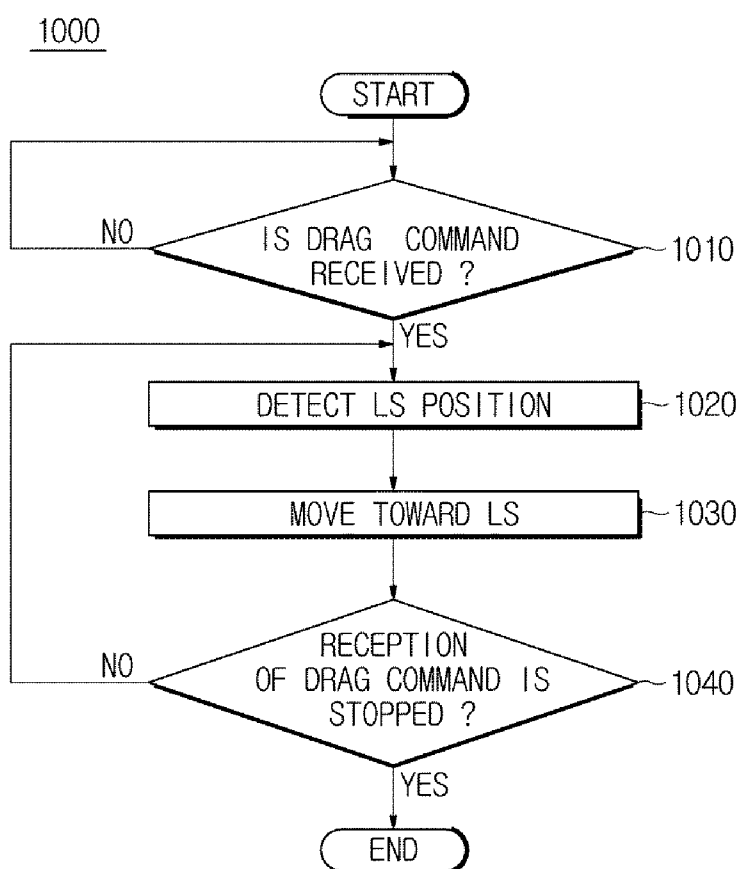 1000
START
NO
IS DRAG COMMAND
RECEIVED ?
1010
YES
DETECT LS POSITION
1020
MOVE TOWARD LS
1030
NO
RECEPTION
OF DRAG COMMAND IS
STOPPED ?
1040
YES
END